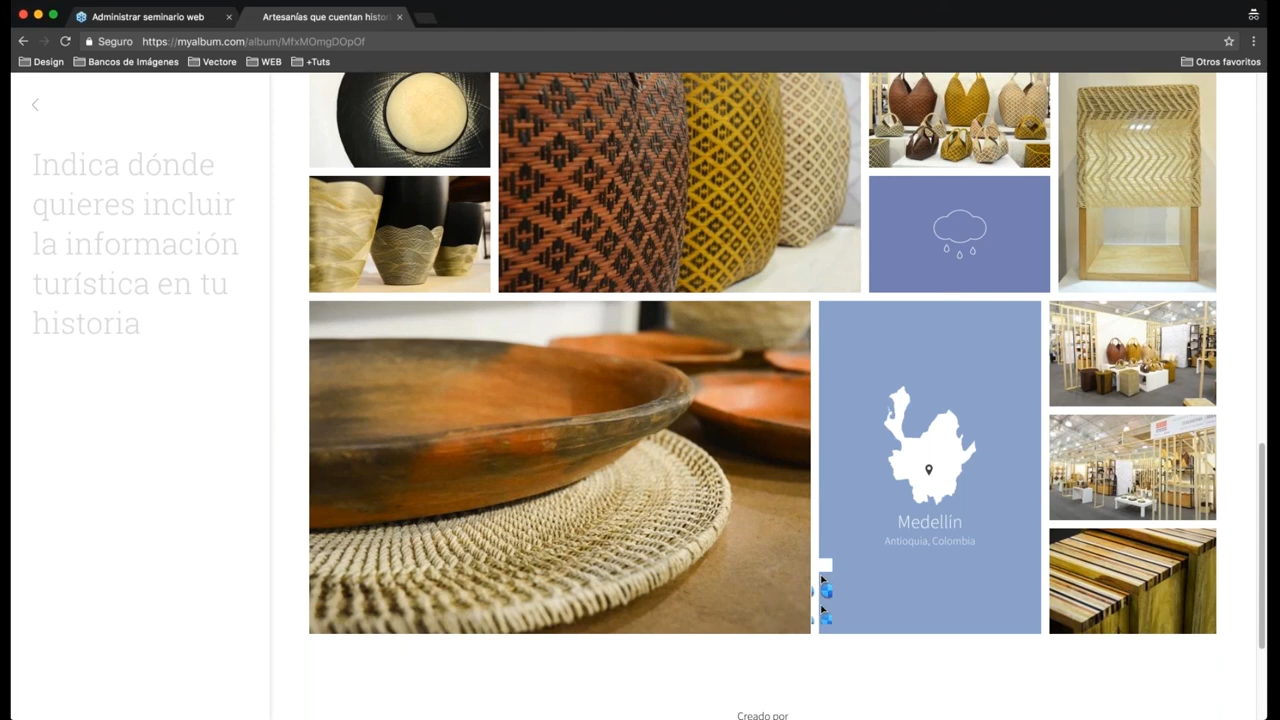 Administrar seminario web
Artesanías que cuentan histori
Seguro
https://myalbum.com/album/MfxMOmgDOpOf
Design
Bancos de Imágenes
Vectore
WEB
+Tuts
Otros favoritos
Indica dónde
quieres incluir
la información
turística en tu
historia
Medellín
Antioquia, Colombia
Creado por